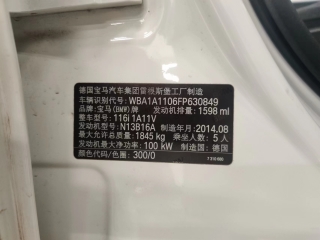 德国宝马汽车集团雷根斯堡工厂制造
车辆识别代号: WBA1A1106FP630849
品牌:宝马(BMW)牌 发动机排量: 1598 ml
整车型号: 116i 1A11V
发动机型号: N13B16A 制造年月: 2014.08
最大允许总质量: 1845 kg 乘坐人数: 5 人
发动机最大净功率: 100 kW 制造国: 德国
颜色代码/色圈: 300/0